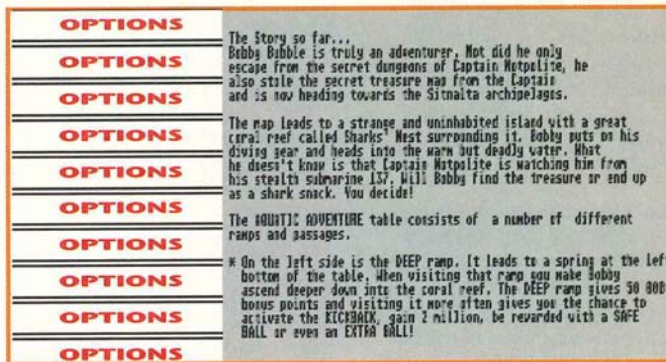 OPTIONS
OPTIONS
OPTIONS
OPTIONS
OPTIONS
OPTIONS
OPTIONS
OPTIONS
OPTIONS
OPTIONS
The Story so far...
Bobby Bubble is truly an adventurer. Not did he only
escape from the secret dungeons of Captain Notpolite, he
also stole the secret treasure map from the Captain
and is now heading towards the Sitnalta archipelagos.
The map leads to a strange and uninhabited island with a great
coral reef called Sharks' Nest surrounding it. Bobby puts on his
diving gear and heads into the warm but deadly water. What
he doesn't know is that Captain Notpolite is watching him from
his stealth submarine 137. Will Bobby find the treasure or end up
as a shark snack. You decide!
The AQUATIC ADVENTURE table consists of a number of different
ramps and passages.
* On the left side is the DEEP ramp. It leads to a spring at the left
bottom of the table. When visiting that ramp you make Bobby
ascend deeper down into the coral reef. The DEEP ramp gives 50 000
bonus points and visiting it more often gives you the chance to
activate the KICKBACK, gain 2 million, be rewarded with a SAFE
BALL or even an EXTRA BALL!